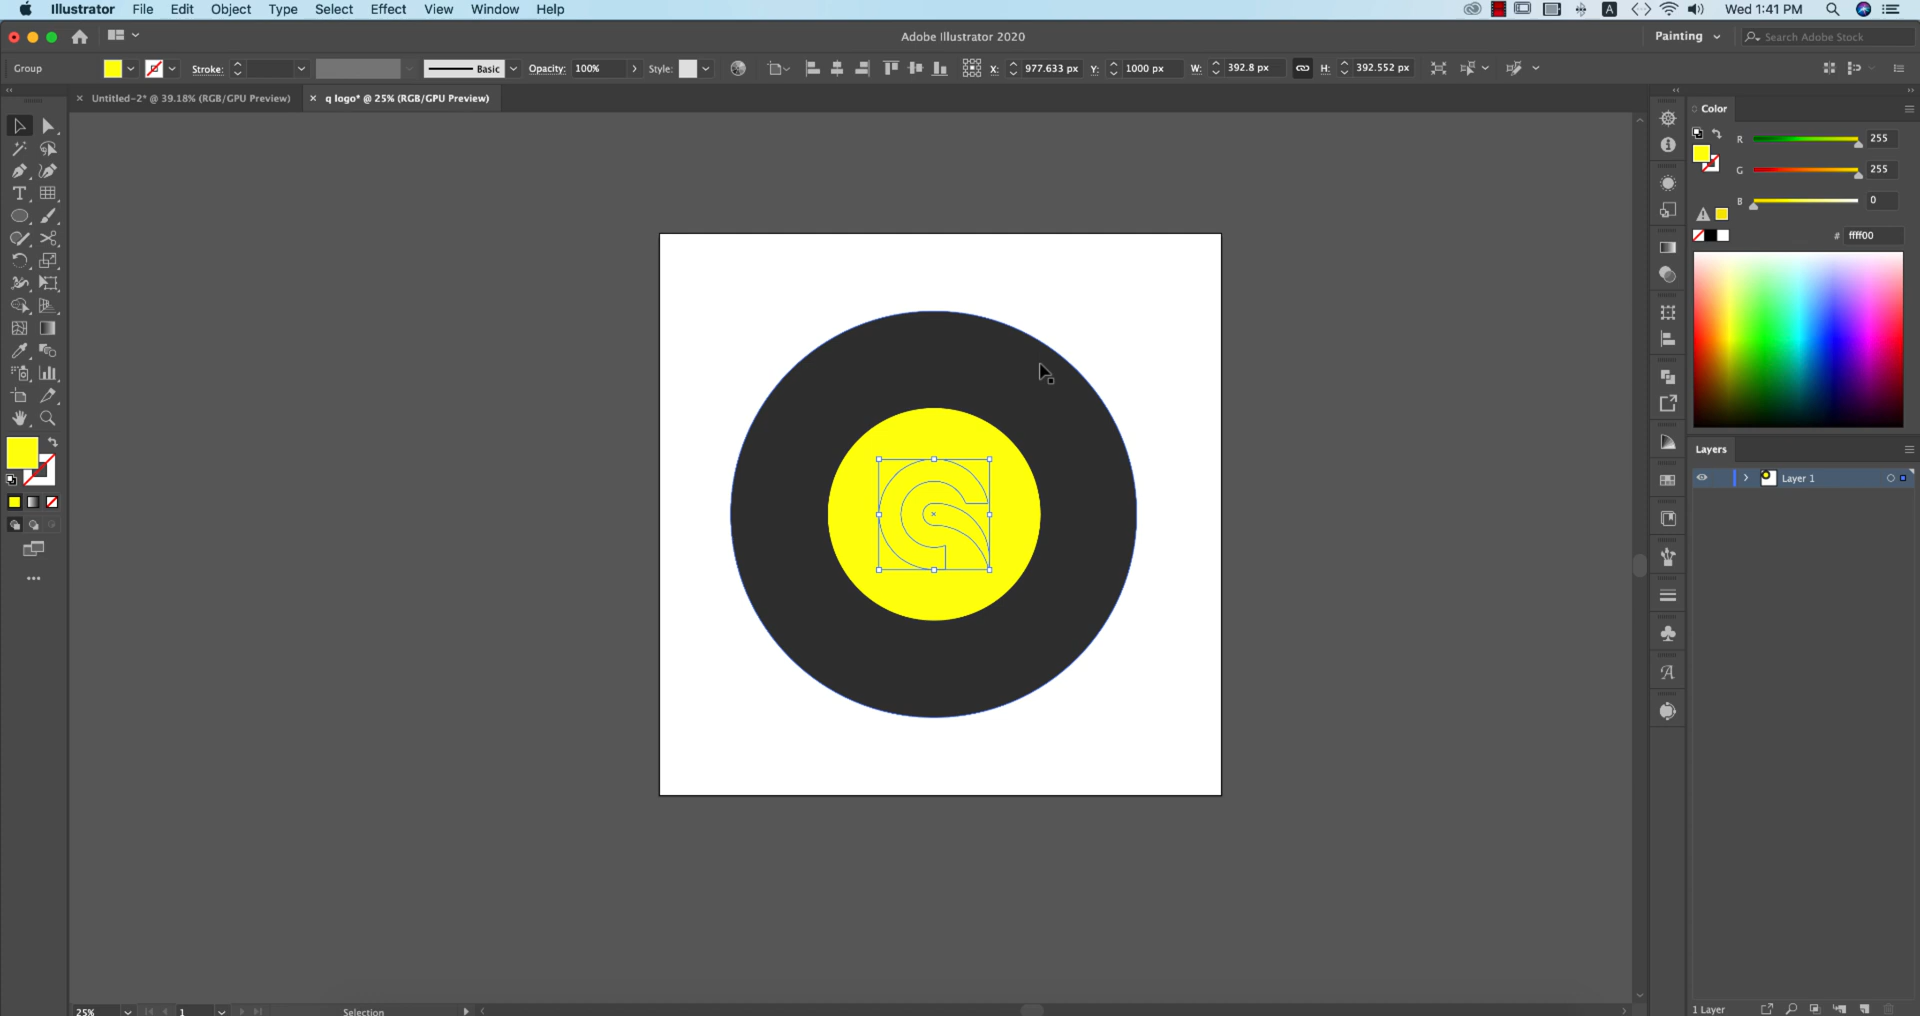 Illustrator File Edit Object Type Select Effect View Window Help
A Wed 1:41 PM
Adobe Illustrator 2020
Painting
Search Adobe Stock
Group
Stroke:
Basic
Opacity: 100%
Style:
X: 977.633 px Y: 1000 px W: 392.8 px H: 392.552 px
Untitled-2* @ 39.18% (RGB/GPU Preview)
q logo* @ 25% (RGB/GPU Preview)
Color
R 255
G 255
B 0
# ffff00
Layers
Layer 1
25%
1
Selection
1 Layer